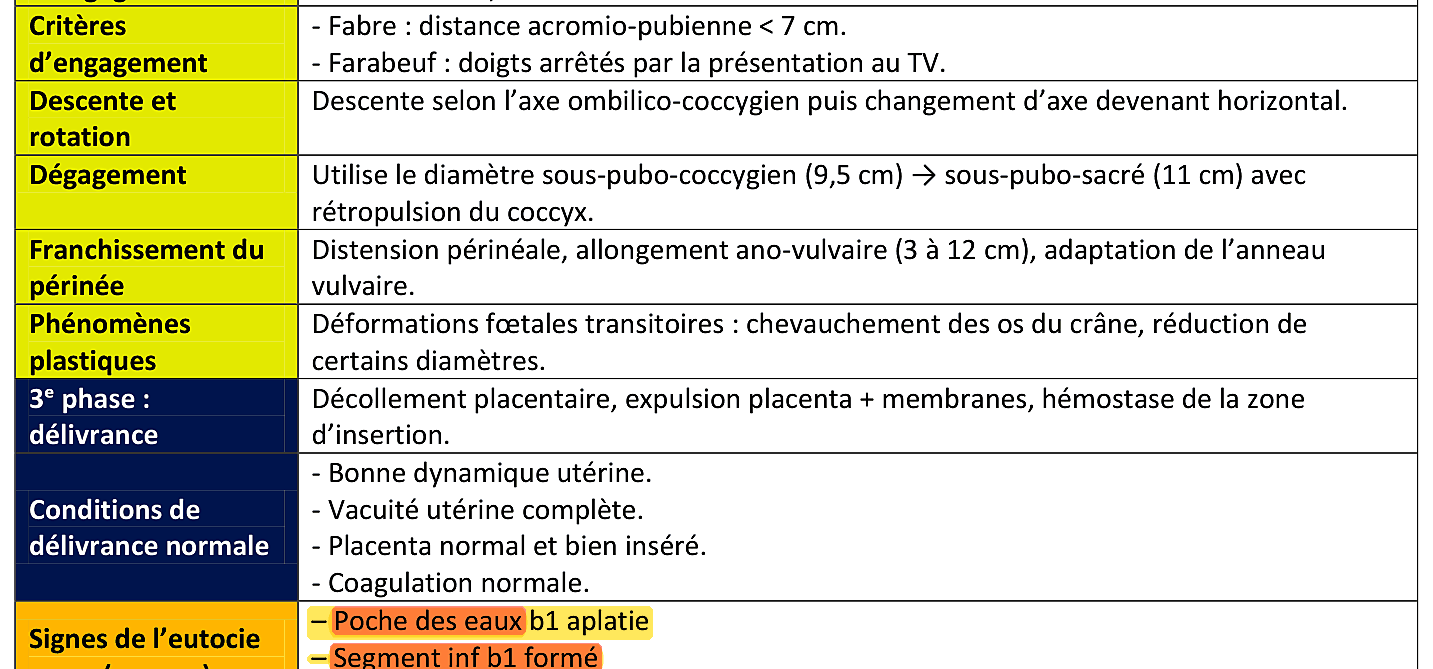 Critères
d’engagement
- Fabre : distance acromio-pubienne < 7 cm.
- Farabeuf : doigts arrêtés par la présentation au TV.
Descente et
rotation
Descente selon l’axe ombilico-coccygien puis changement d’axe devenant horizontal.
Dégagement
Utilise le diamètre sous-pubo-coccygien (9,5 cm) → sous-pubo-sacré (11 cm) avec
rétropulsion du coccyx.
Franchissement du
périnée
Distension périnéale, allongement ano-vulvaire (3 à 12 cm), adaptation de l’anneau
vulvaire.
Phénomènes
plastiques
Déformations fœtales transitoires : chevauchement des os du crâne, réduction de
certains diamètres.
3e phase :
délivrance
Décollement placentaire, expulsion placenta + membranes, hémostase de la zone
d’insertion.
Conditions de
délivrance normale
- Bonne dynamique utérine.
- Vacuité utérine complète.
- Placenta normal et bien inséré.
- Coagulation normale.
Signes de l’eutocie
– Poche des eaux b1 aplatie
– Segment inf b1 formé